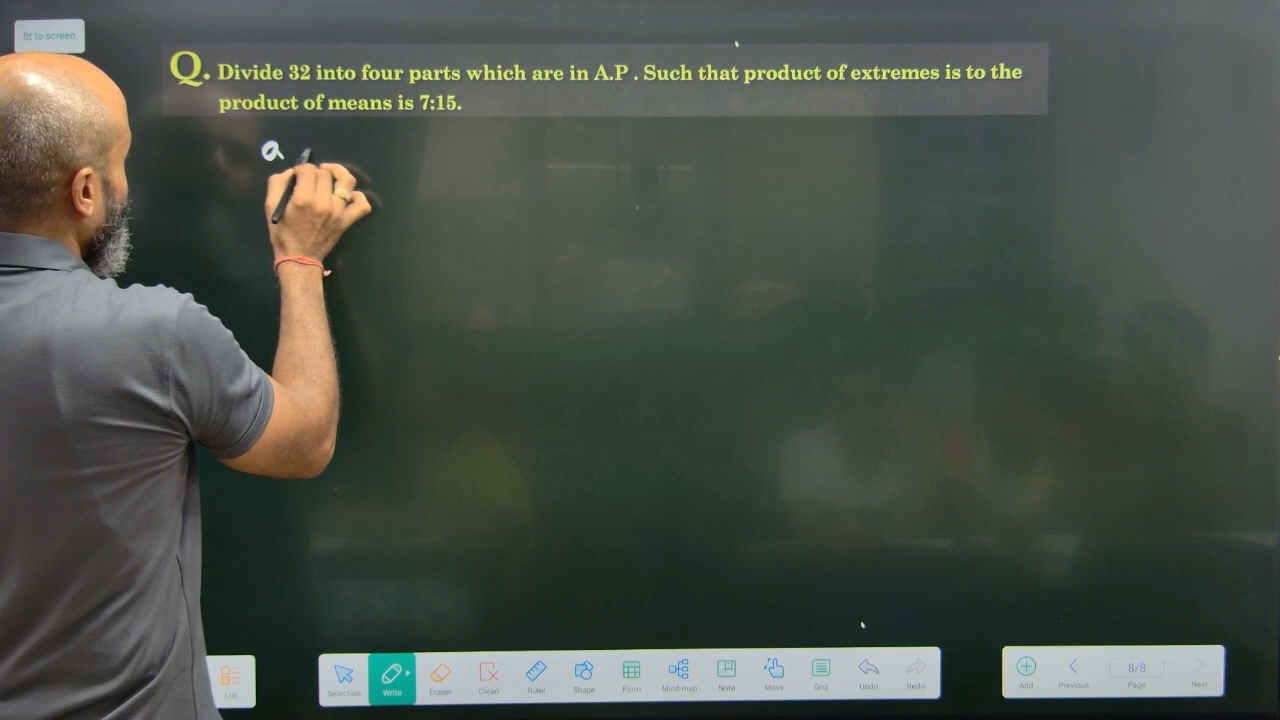 fit to screen
Q. Divide 32 into four parts which are in A.P . Such that product of extremes is to the
product of means is 7:15.
a
List
Selection Write Eraser Clean Ruler Shape Form Mind map Note Move Grid Undo Redo
Add Previous 8/8 Page Next